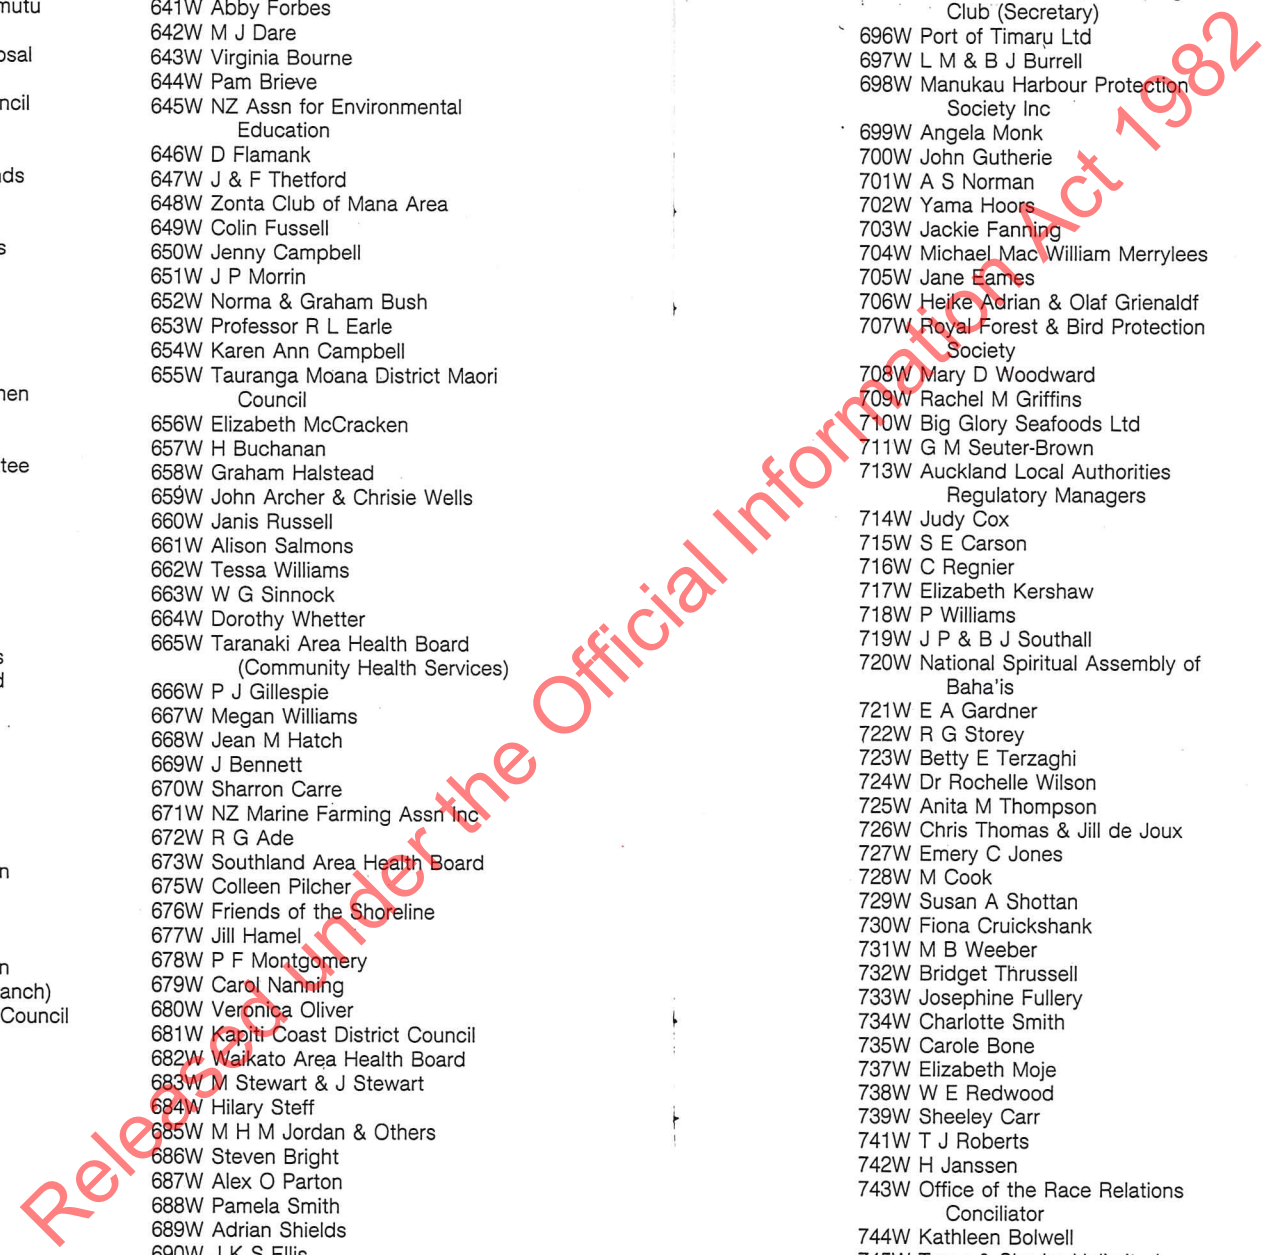 mutu
osal
ncil
nds
s
nen
tee
s
d
n
n
anch)
Council
641W Abby Forbes
642W M J Dare
643W Virginia Bourne
644W Pam Brieve
645W NZ Assn for Environmental
Education
646W D Flamank
647W J & F Thetford
648W Zonta Club of Mana Area
649W Colin Fussell
650W Jenny Campbell
651W J P Morrin
652W Norma & Graham Bush
653W Professor R L Earle
654W Karen Ann Campbell
655W Tauranga Moana District Maori
Council
656W Elizabeth McCracken
657W H Buchanan
658W Graham Halstead
659W John Archer & Chrisie Wells
660W Janis Russell
661W Alison Salmons
662W Tessa Williams
663W W G Sinnock
664W Dorothy Whetter
665W Taranaki Area Health Board
(Community Health Services)
666W P J Gillespie
667W Megan Williams
668W Jean M Hatch
669W J Bennett
670W Sharron Carre
671W NZ Marine Farming Assn Inc
672W R G Ade
673W Southland Area Health Board
675W Colleen Pilcher
676W Friends of the Shoreline
677W Jill Hamel
678W P F Montgomery
679W Carol Nanning
680W Veronica Oliver
681W Kapiti Coast District Council
682W Waikato Area Health Board
683W M Stewart & J Stewart
684W Hilary Steff
685W M H M Jordan & Others
686W Steven Bright
687W Alex O Parton
688W Pamela Smith
689W Adrian Shields
690W J K S Ellis
Club (Secretary)
696W Port of Timaru Ltd
697W L M & B J Burrell
698W Manukau Harbour Protection
Society Inc
699W Angela Monk
700W John Gutherie
701W A S Norman
702W Yama Hoors
703W Jackie Fanning
704W Michael Mac William Merrylees
705W Jane Eames
706W Heike Adrian & Olaf Grienaldf
707W Royal Forest & Bird Protection
Society
708W Mary D Woodward
709W Rachel M Griffins
710W Big Glory Seafoods Ltd
711W G M Seuter-Brown
713W Auckland Local Authorities
Regulatory Managers
714W Judy Cox
715W S E Carson
716W C Regnier
717W Elizabeth Kershaw
718W P Williams
719W J P & B J Southall
720W National Spiritual Assembly of
Baha'is
721W E A Gardner
722W R G Storey
723W Betty E Terzaghi
724W Dr Rochelle Wilson
725W Anita M Thompson
726W Chris Thomas & Jill de Joux
727W Emery C Jones
728W M Cook
729W Susan A Shottan
730W Fiona Cruickshank
731W M B Weeber
732W Bridget Thrussell
733W Josephine Fullery
734W Charlotte Smith
735W Carole Bone
737W Elizabeth Moje
738W W E Redwood
739W Sheeley Carr
741W T J Roberts
742W H Janssen
743W Office of the Race Relations
Conciliator
744W Kathleen Bolwell
Released under the Official Information Act 1982